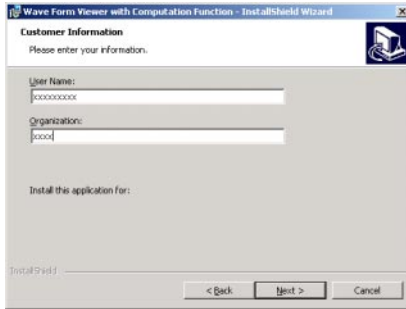 Wave Form Viewer with Computation Function - InstallShield Wizard
Customer Information
Please enter your information.
User Name:
xxxxxxxxx
Organization:
xxxx
Install this application for:
InstallShield
< Back Next > Cancel